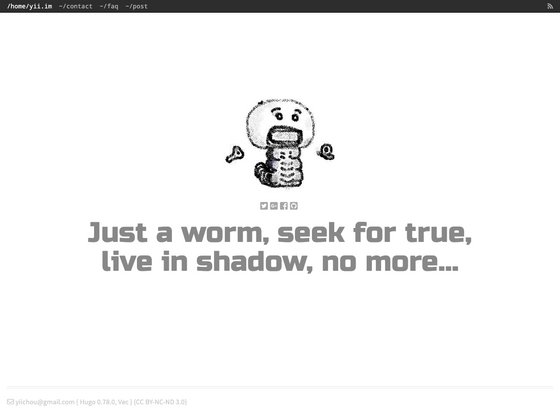 /home/yii.im ~/contact ~/faq ~/post
Just a worm, seek for true,
live in shadow, no more...
yiichou@gmail.com { Hugo 0.78.0, Vec } (CC BY-NC-ND 3.0)